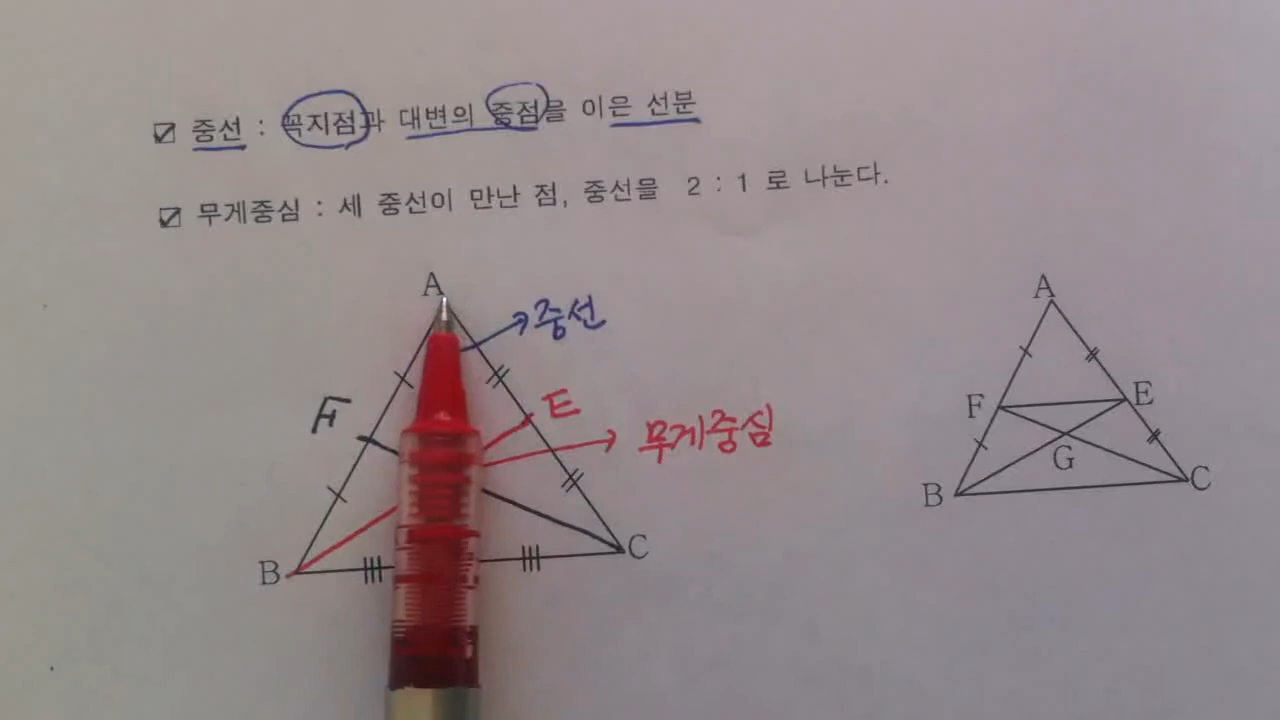 ☑ 중선 : 꼭지점과 대변의 중점을 이은 선분
☑ 무게중심 : 세 중선이 만난 점, 중선을 2 : 1 로 나눈다.
A
중선
F
E
무게중심
B
C
A
F
E
G
B
C